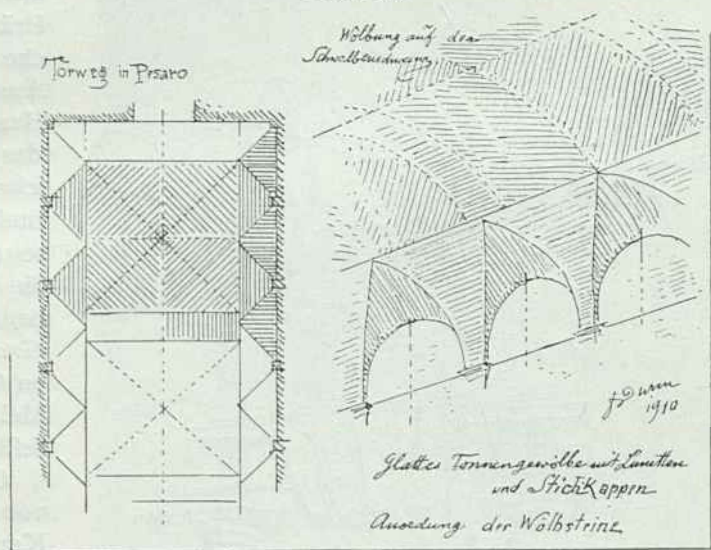 Torweg in Pesaro
Wölbung auf den
Schwalbenschwanz
J Durm
1910
Glattes Tonnengewölbe mit Lunetten
und Stichkappen
Anordnung der Wölbsteine